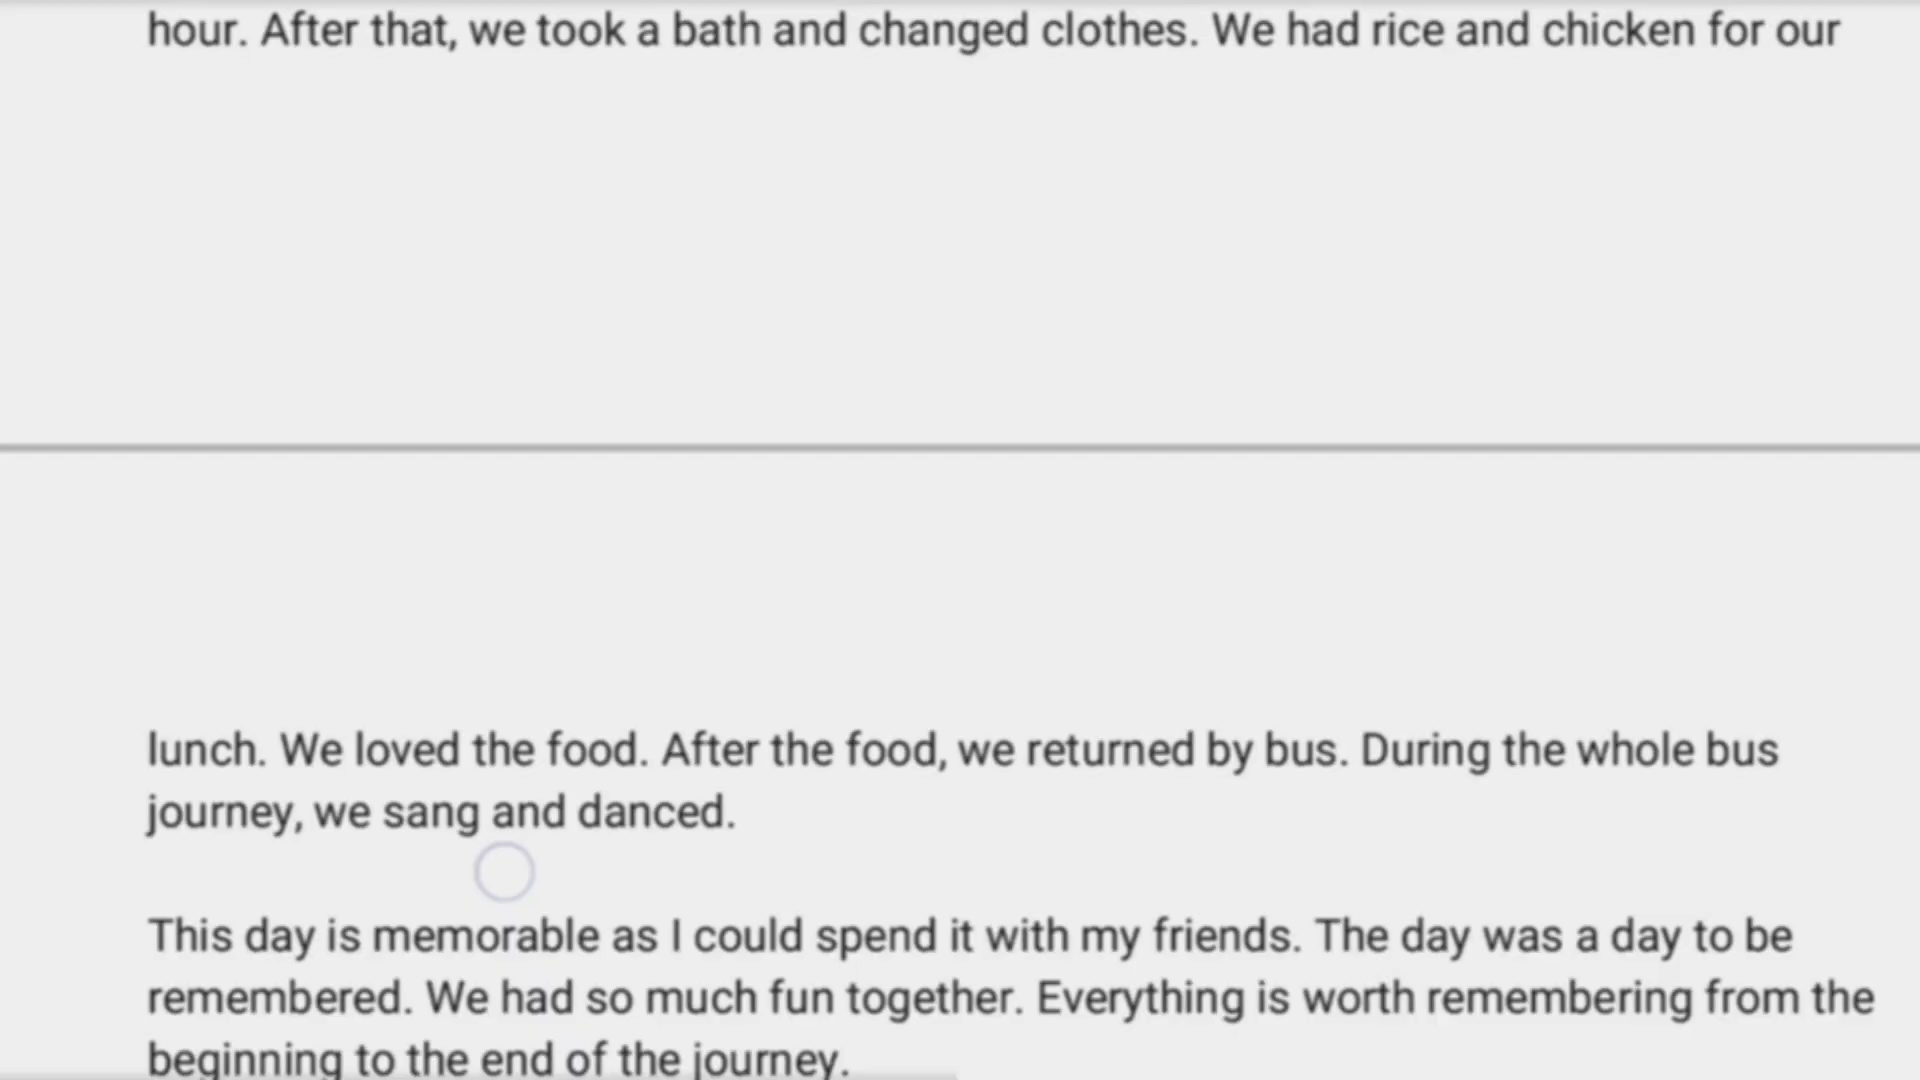 hour. After that, we took a bath and changed clothes. We had rice and chicken for our
lunch. We loved the food. After the food, we returned by bus. During the whole bus
journey, we sang and danced.
This day is memorable as I could spend it with my friends. The day was a day to be
remembered. We had so much fun together. Everything is worth remembering from the
beginning to the end of the journey.